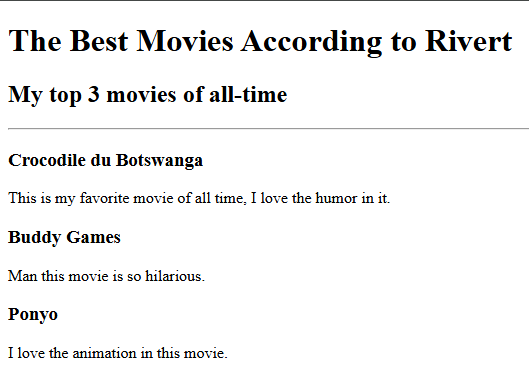 The Best Movies According to Rivert
My top 3 movies of all-time
Crocodile du Botswanga
This is my favorite movie of all time, I love the humor in it.
Buddy Games
Man this movie is so hilarious.
Ponyo
I love the animation in this movie.